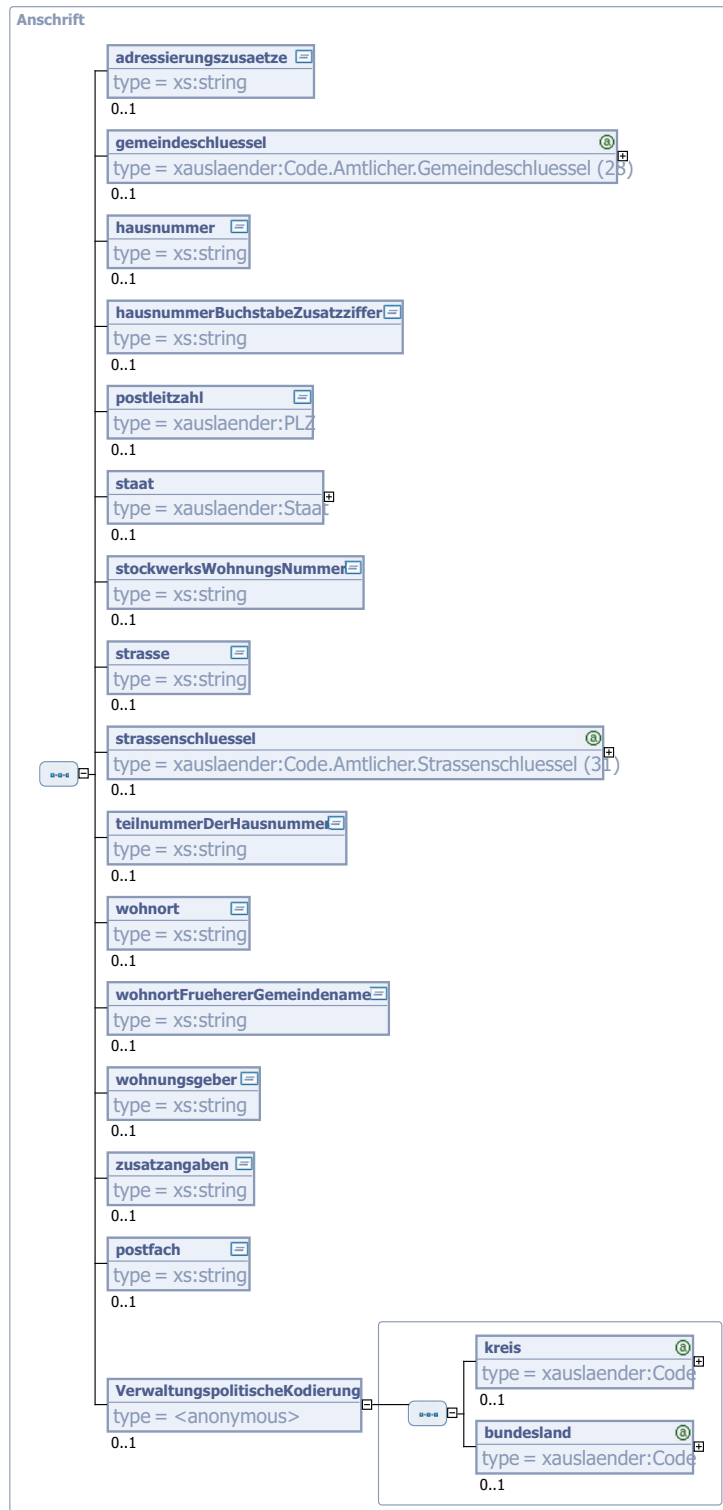 Anschrift
adressierungszusaetze
type = xs:string
0..1
gemeindeschluessel
type = xauslaender:Code.Amtlicher.Gemeindeschluessel (28)
0..1
hausnummer
type = xs:string
0..1
hausnummerBuchstabeZusatzziffer
type = xs:string
0..1
postleitzahl
type = xauslaender:PLZ
0..1
staat
type = xauslaender:Staat
0..1
stockwerksWohnungsNummer
type = xs:string
0..1
strasse
type = xs:string
0..1
strassenschluessel
type = xauslaender:Code.Amtlicher.Strassenschluessel (31)
0..1
teilnummerDerHausnummer
type = xs:string
0..1
wohnort
type = xs:string
0..1
wohnortFruehererGemeindename
type = xs:string
0..1
wohnungsgeber
type = xs:string
0..1
zusatzangaben
type = xs:string
0..1
postfach
type = xs:string
0..1
VerwaltungspolitischeKodierung
type = <anonymous>
0..1
kreis
type = xauslaender:Code
0..1
bundesland
type = xauslaender:Code
0..1